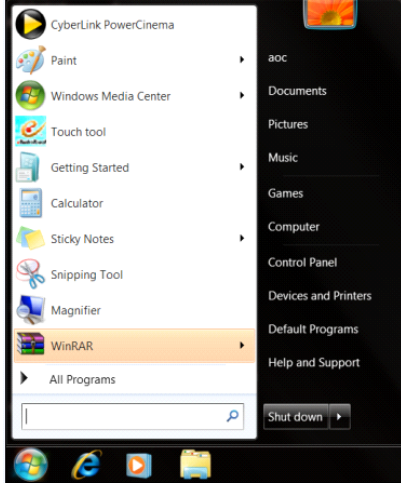 CyberLink PowerCinema
Paint
Windows Media Center
Touch tool
Getting Started
Calculator
Sticky Notes
Snipping Tool
Magnifier
WinRAR
All Programs
aoc
Documents
Pictures
Music
Games
Computer
Control Panel
Devices and Printers
Default Programs
Help and Support
Shut down